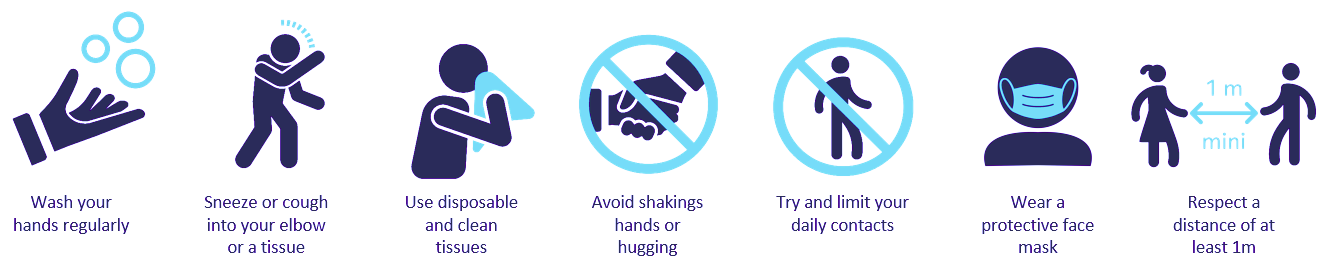 1 m
mini
Wash your
hands regularly
Sneeze or cough
into your elbow
or a tissue
Use disposable
and clean
tissues
Avoid shakings
hands or
hugging
Try and limit your
daily contacts
Wear a
protective face
mask
Respect a
distance of at
least 1m